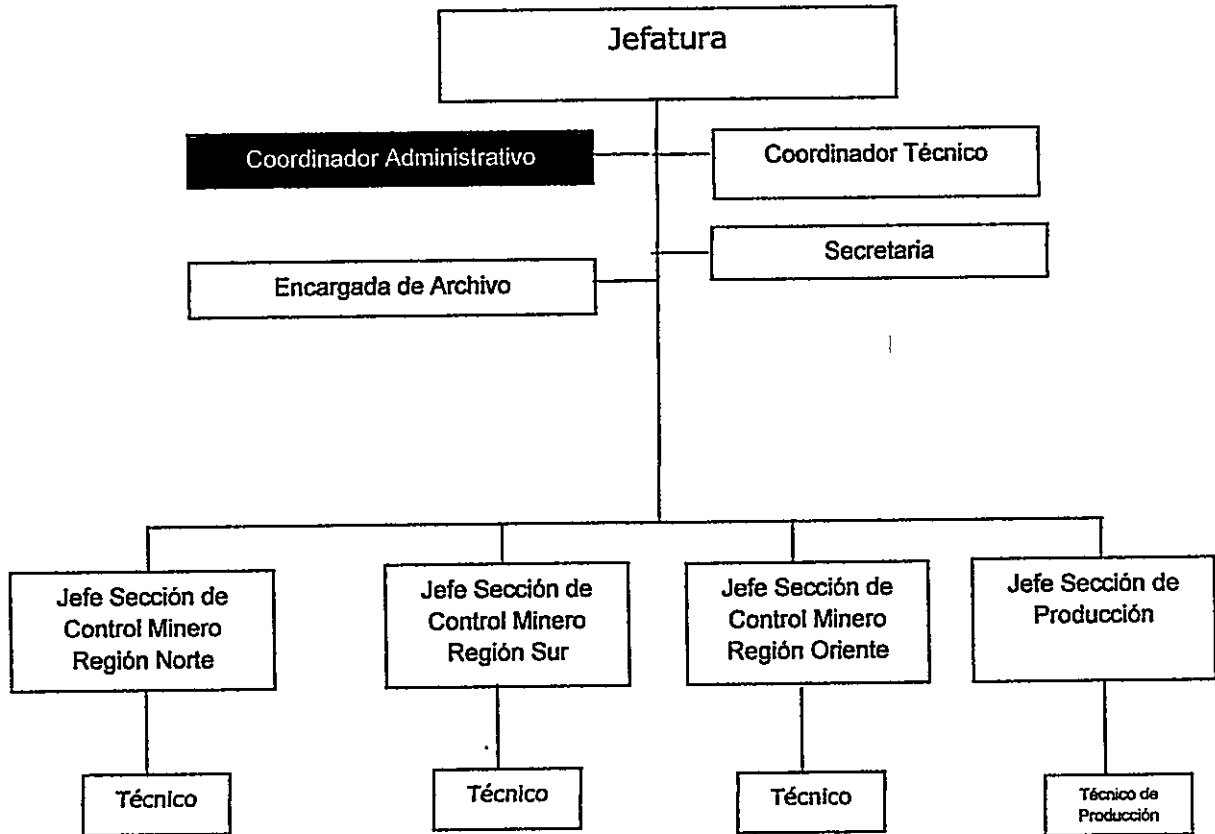 Jefatura
Coordinador Administrativo
Coordinador Técnico
Secretaria
Encargada de Archivo
Jefe Sección de
Control Minero
Región Norte
Jefe Sección de
Control Minero
Región Sur
Jefe Sección de
Control Minero
Región Oriente
Jefe Sección de
Producción
Técnico
Técnico
Técnico
Técnico de
Producción